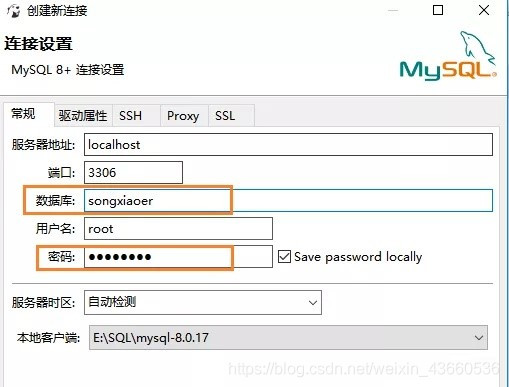 创建新连接
连接设置
MySQL 8+ 连接设置
MySQL®
常规 驱动属性 SSH Proxy SSL
服务器地址: localhost
端口: 3306
数据库: songxiaoer
用户名: root
密码: ●●●●●●●● Save password locally
服务器时区: 自动检测
本地客户端: E:\SQL\mysql-8.0.17
https://blog.csdn.net/weixin_43660536